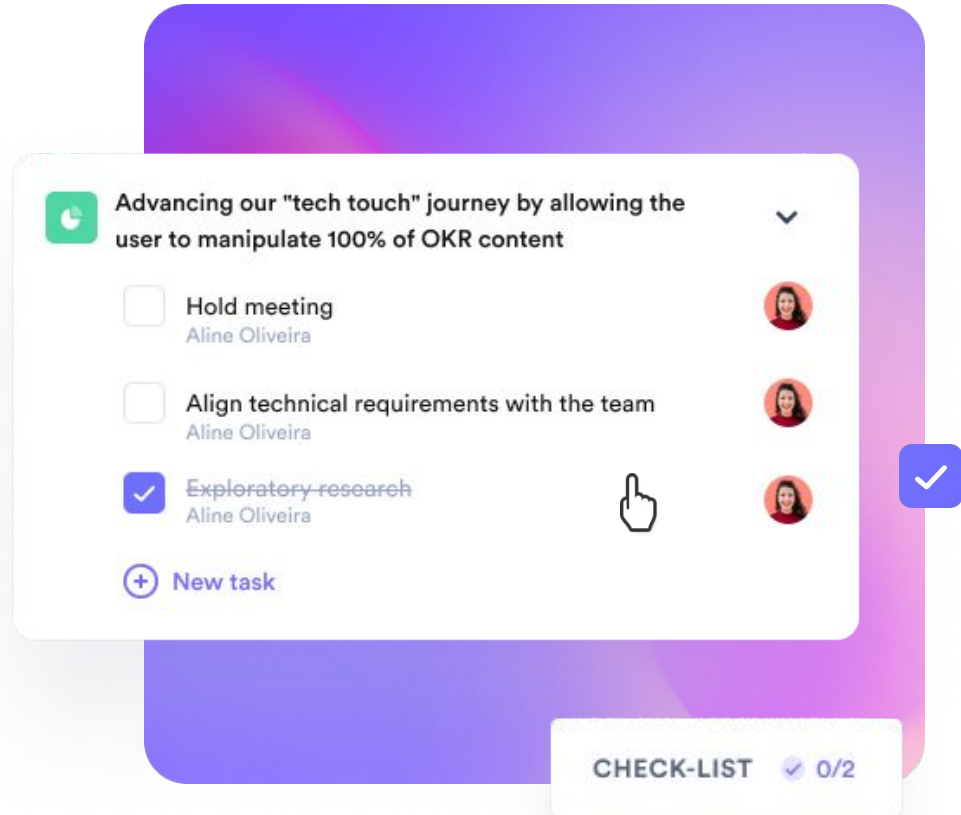 Advancing our "tech touch" journey by allowing the
user to manipulate 100% of OKR content
Hold meeting
Aline Oliveira
Align technical requirements with the team
Aline Oliveira
Exploratory research
Aline Oliveira
New task
CHECK-LIST 0/2